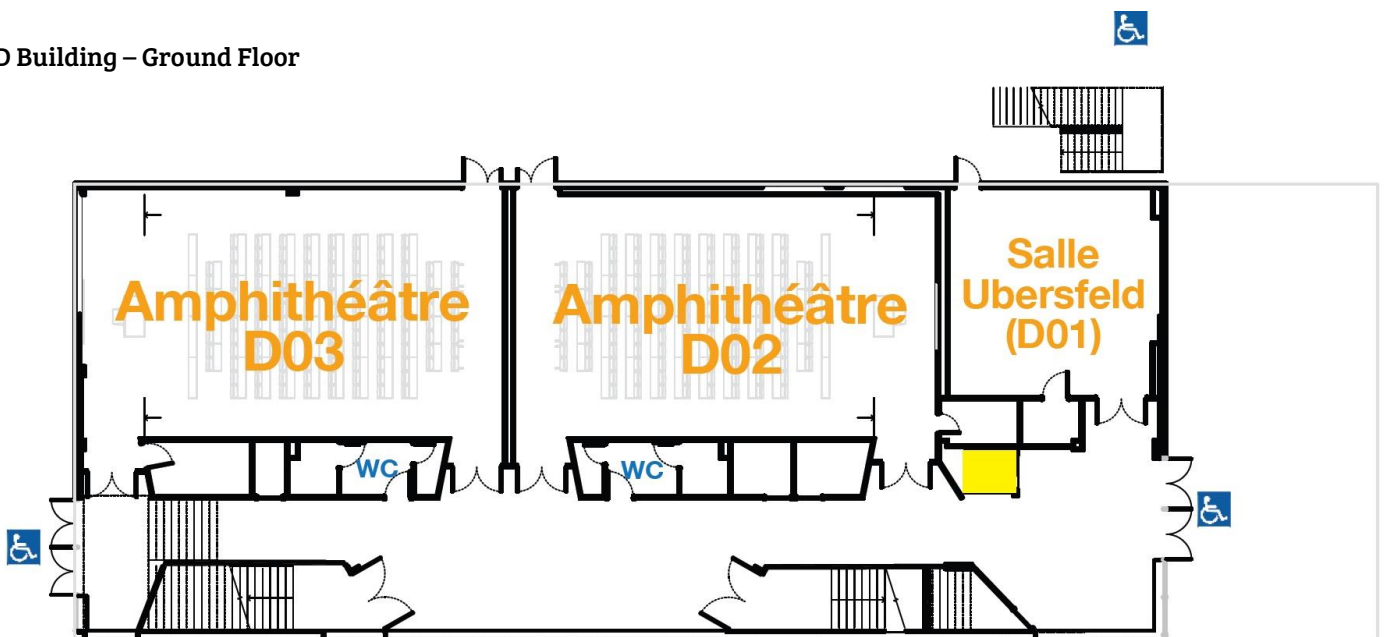 D Building – Ground Floor
Amphithéâtre
D03
Amphithéâtre
D02
Salle
Ubersfeld
(D01)
WC
WC